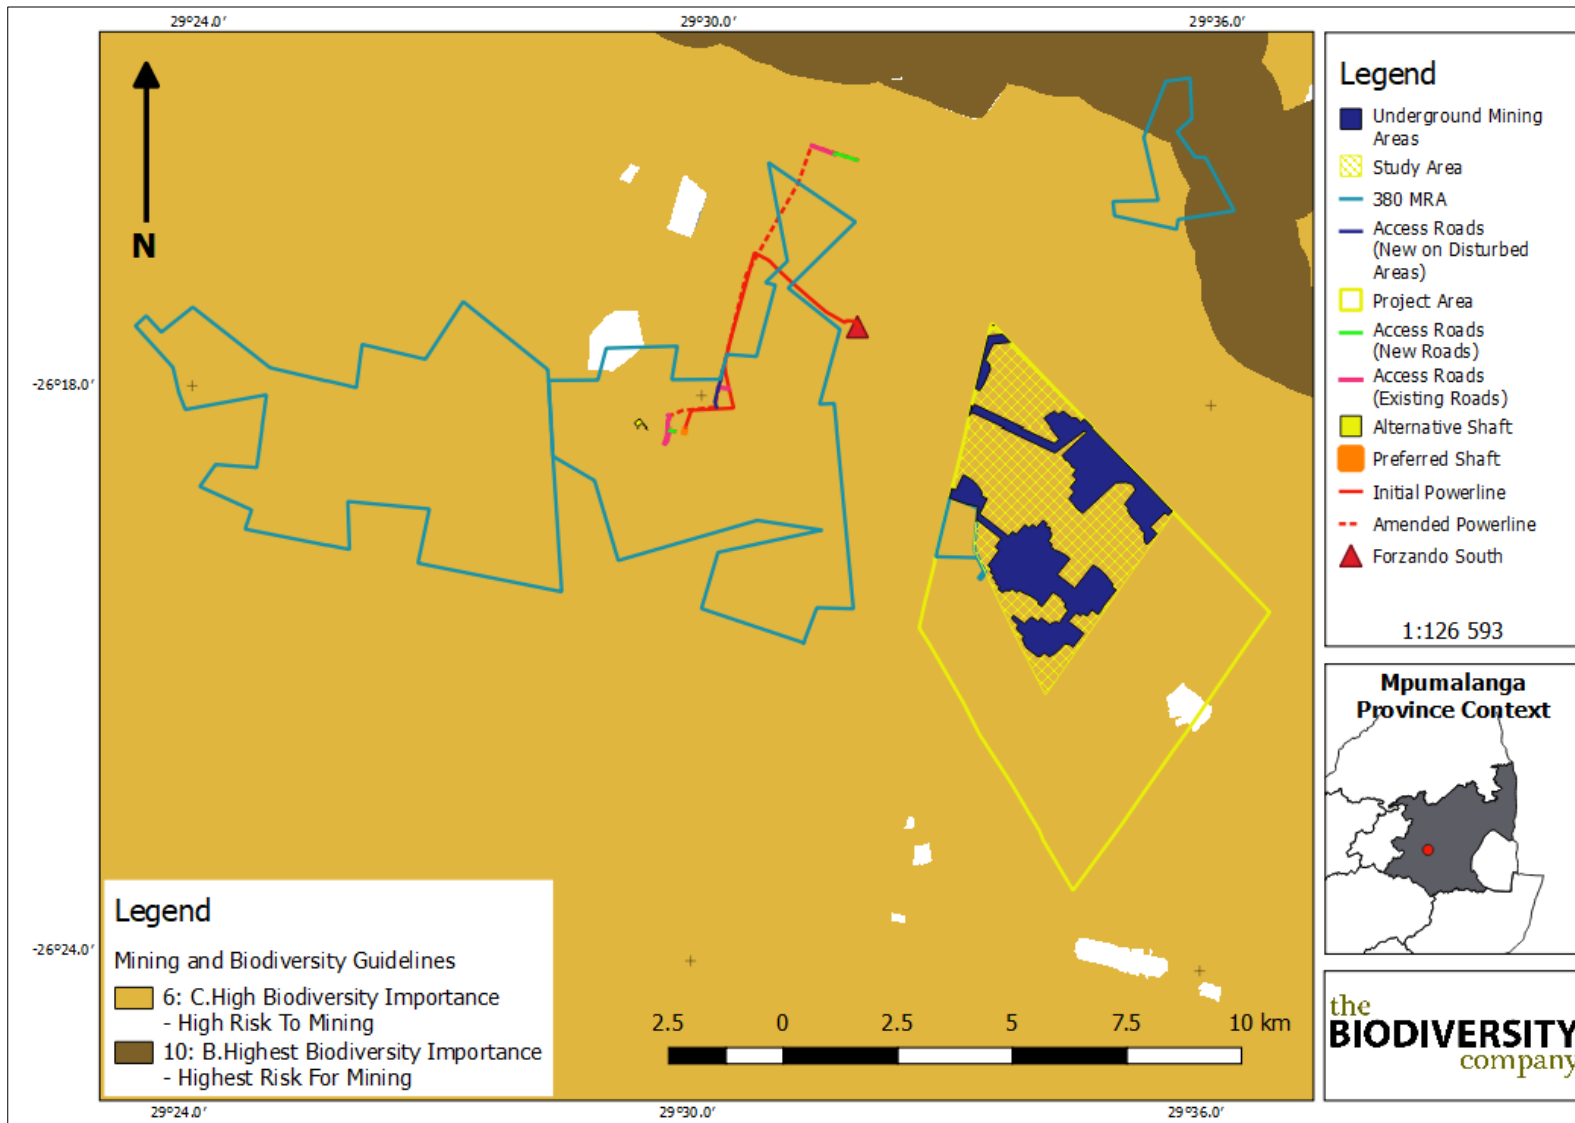 29°24.0′
29°30.0′
29°36.0′
-26°18.0′
-26°24.0′
N
Legend
Mining and Biodiversity Guidelines
6: C.High Biodiversity Importance
- High Risk To Mining
10: B.Highest Biodiversity Importance
- Highest Risk For Mining
2.5 0 2.5 5 7.5 10 km
29°24.0′
29°30.0′
29°36.0′
Legend
Underground Mining
Areas
Study Area
380 MRA
Access Roads
(New on Disturbed
Areas)
Project Area
Access Roads
(New Roads)
Access Roads
(Existing Roads)
Alternative Shaft
Preferred Shaft
Initial Powerline
Amended Powerline
Forzando South
1:126 593
Mpumalanga
Province Context
the
BIODIVERSITY
company